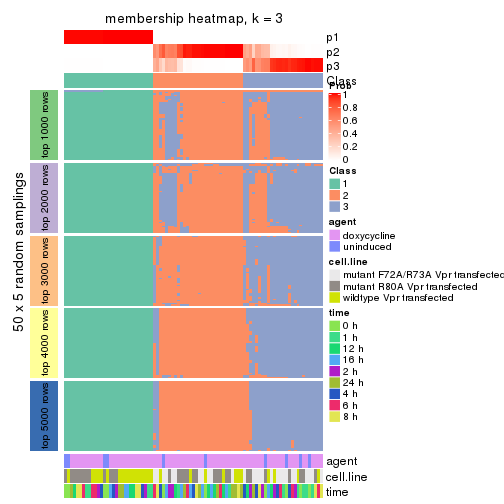 membership heatmap, k = 3
p1
p2
p3
Class
50 x 5 random samplings
top 1000 rows
top 2000 rows
top 3000 rows
top 4000 rows
top 5000 rows
Prob
1
0.8
0.6
0.4
0.2
0
Class
1
2
3
agent
doxycycline
uninduced
cell.line
mutant F72A/R73A Vpr transfected
mutant R80A Vpr transfected
wildtype Vpr transfected
time
0 h
1 h
12 h
16 h
2 h
24 h
4 h
6 h
8 h
agent
cell.line
time